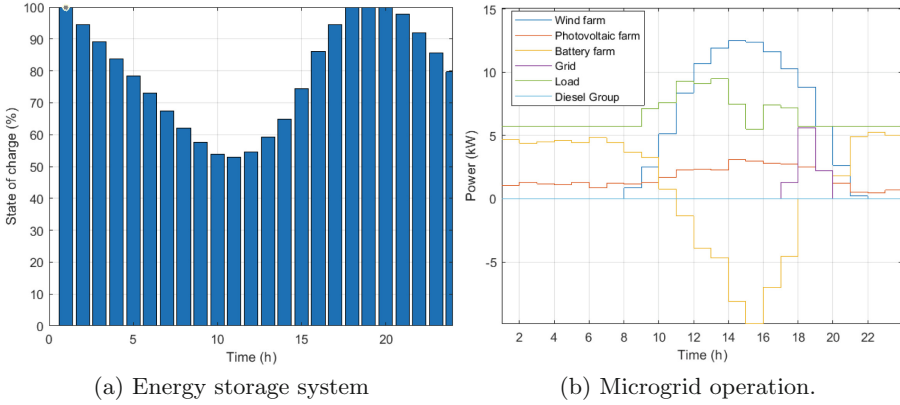 100
90
80
70
60
50
40
30
20
10
0
State of charge (%)
0 5 10 15 20
Time (h)
(a) Energy storage system
15
10
5
0
-5
Power (kW)
Wind farm
Photovoltaic farm
Battery farm
Grid
Load
Diesel Group
2 4 6 8 10 12 14 16 18 20 22
Time (h)
(b) Microgrid operation.